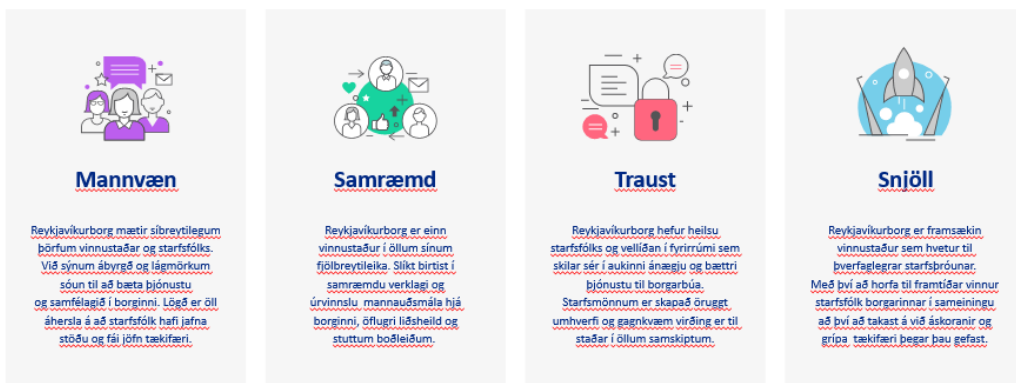 Mannvæn
Reykjavíkurborg mætir síbreytilegum
þörfum vinnustaðar og starfsfólks.
Við sýnum ábyrgð og lágmörkum
sóun til að bæta þjónustu
og samfélagið í borginni. Lögð er öll
áhersla á að starfsfólk hafi jafna
stöðu og fái jöfn tækifæri.
Samræmd
Reykjavíkurborg er einn
vinnustaður í öllum sínum
fjölbreytileika. Slíkt birtist í
samræmdu verklagi og
úrvinnslu mannauðsmála hjá
borginni, öflugri liðsheild og
stuttum boðleiðum.
Traust
Reykjavíkurborg hefur heilsu
starfsfólks og vellíðan í fyrirrúmi sem
skilar sér í aukinni ánægju og bættri
þjónustu til borgarbúa.
Starfsmönnum er skapað öruggt
umhverfi og gagnkvæm virðing er til
staðar í öllum samskiptum.
Snjöll
Reykjavíkurborg er framsækin
vinnustaður sem hvetur til
þverfaglegrar starfsþróunar.
Með því að horfa til framtíðar vinnur
starfsfólk borgarinnar í sameiningu
að því að takast á við áskoranir og
grípa tækifæri þegar þau gefast.